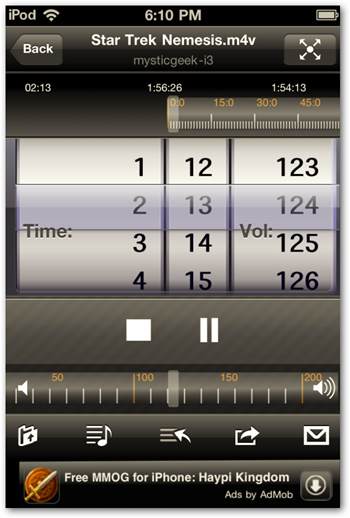 iPod 6:10 PM
Back Star Trek Nemesis.m4v
mysticgeek-i3
02:13 1:56:26 1:54:13
0:0 15:0 30:0 45:0
1 12 123
2 13 124
Time: Vol:
3 14 125
4 15 126
50 100 150 200
Free MMOG for iPhone: Haypi Kingdom
Ads by AdMob